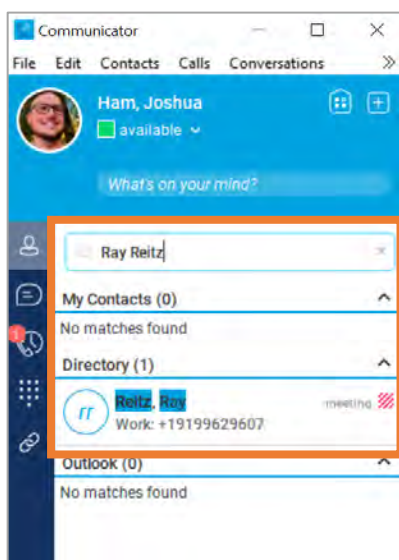 Communicator
File Edit Contacts Calls Conversations »
Ham, Joshua
available
What's on your mind?
Ray Reitz
My Contacts (0)
No matches found
Directory (1)
rr
Reitz, Ray
meeting
Work: +19199629607
1
Outlook (0)
No matches found